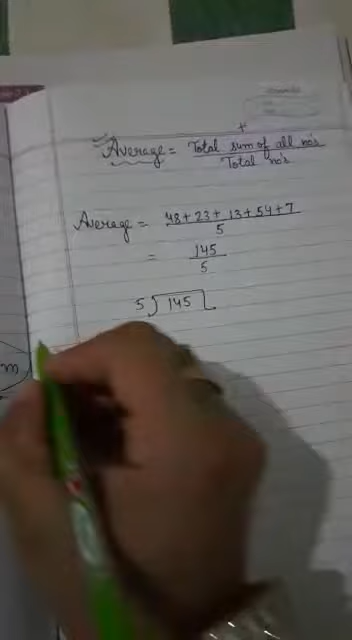 +
Average = Total sum of all no's
Total no's
Average = 48+23+13+54+7
5
= 145
5
5) 145
m